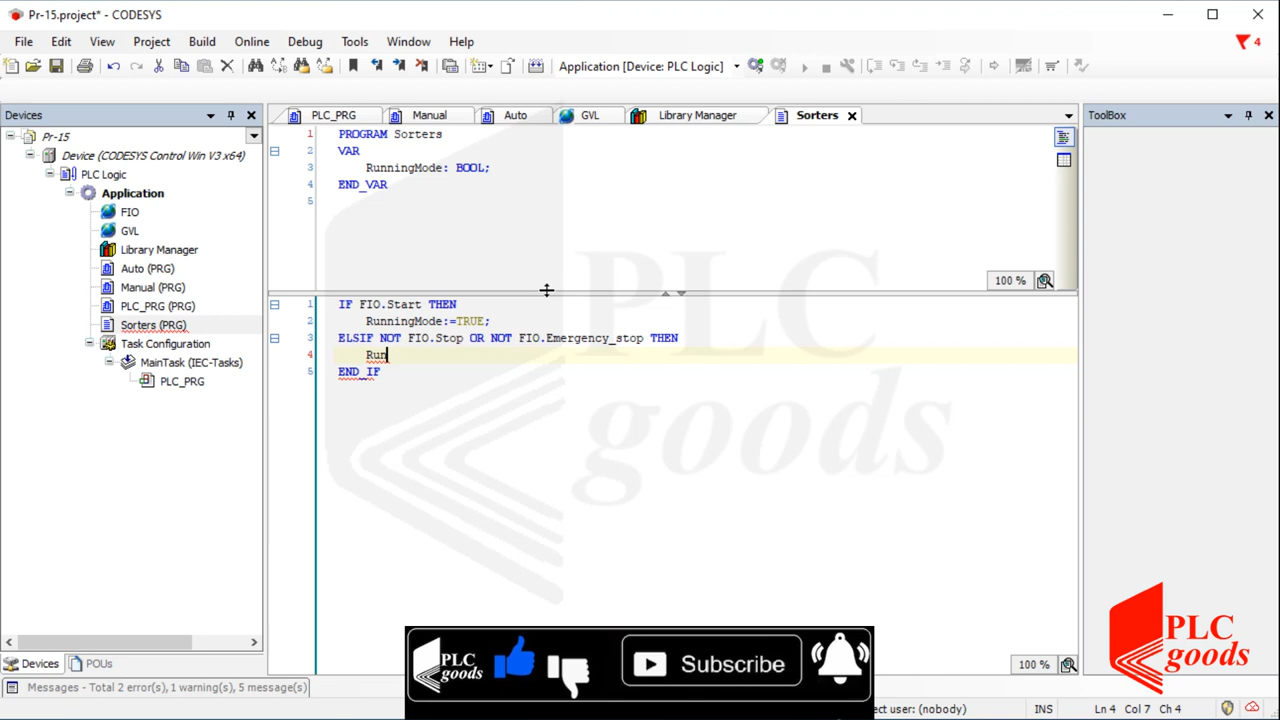 Pr-15.project* - CODESYS
File Edit View Project Build Online Debug Tools Window Help
4
Application [Device: PLC Logic]
Devices
PLC_PRG Manual Auto GVL Library Manager Sorters
ToolBox
Pr-15
Device (CODESYS Control Win V3 x64)
PLC Logic
Application
FIO
GVL
Library Manager
Auto (PRG)
Manual (PRG)
PLC_PRG (PRG)
Sorters (PRG)
Task Configuration
MainTask (IEC-Tasks)
PLC_PRG
1 PROGRAM Sorters
2 VAR
3 RunningMode: BOOL;
4 END_VAR
5
100 %
1 IF FIO.Start THEN
2 RunningMode:=TRUE;
3 ELSIF NOT FIO.Stop OR NOT FIO.Emergency_stop THEN
4 Run
5 END_IF
PLC
goods
100 %
PLC
goods
PLC
goods
Subscribe
Devices POUs
Messages - Total 2 error(s), 1 warning(s), 5 message(s)
ect user: (nobody) INS Ln 4 Col 7 Ch 4